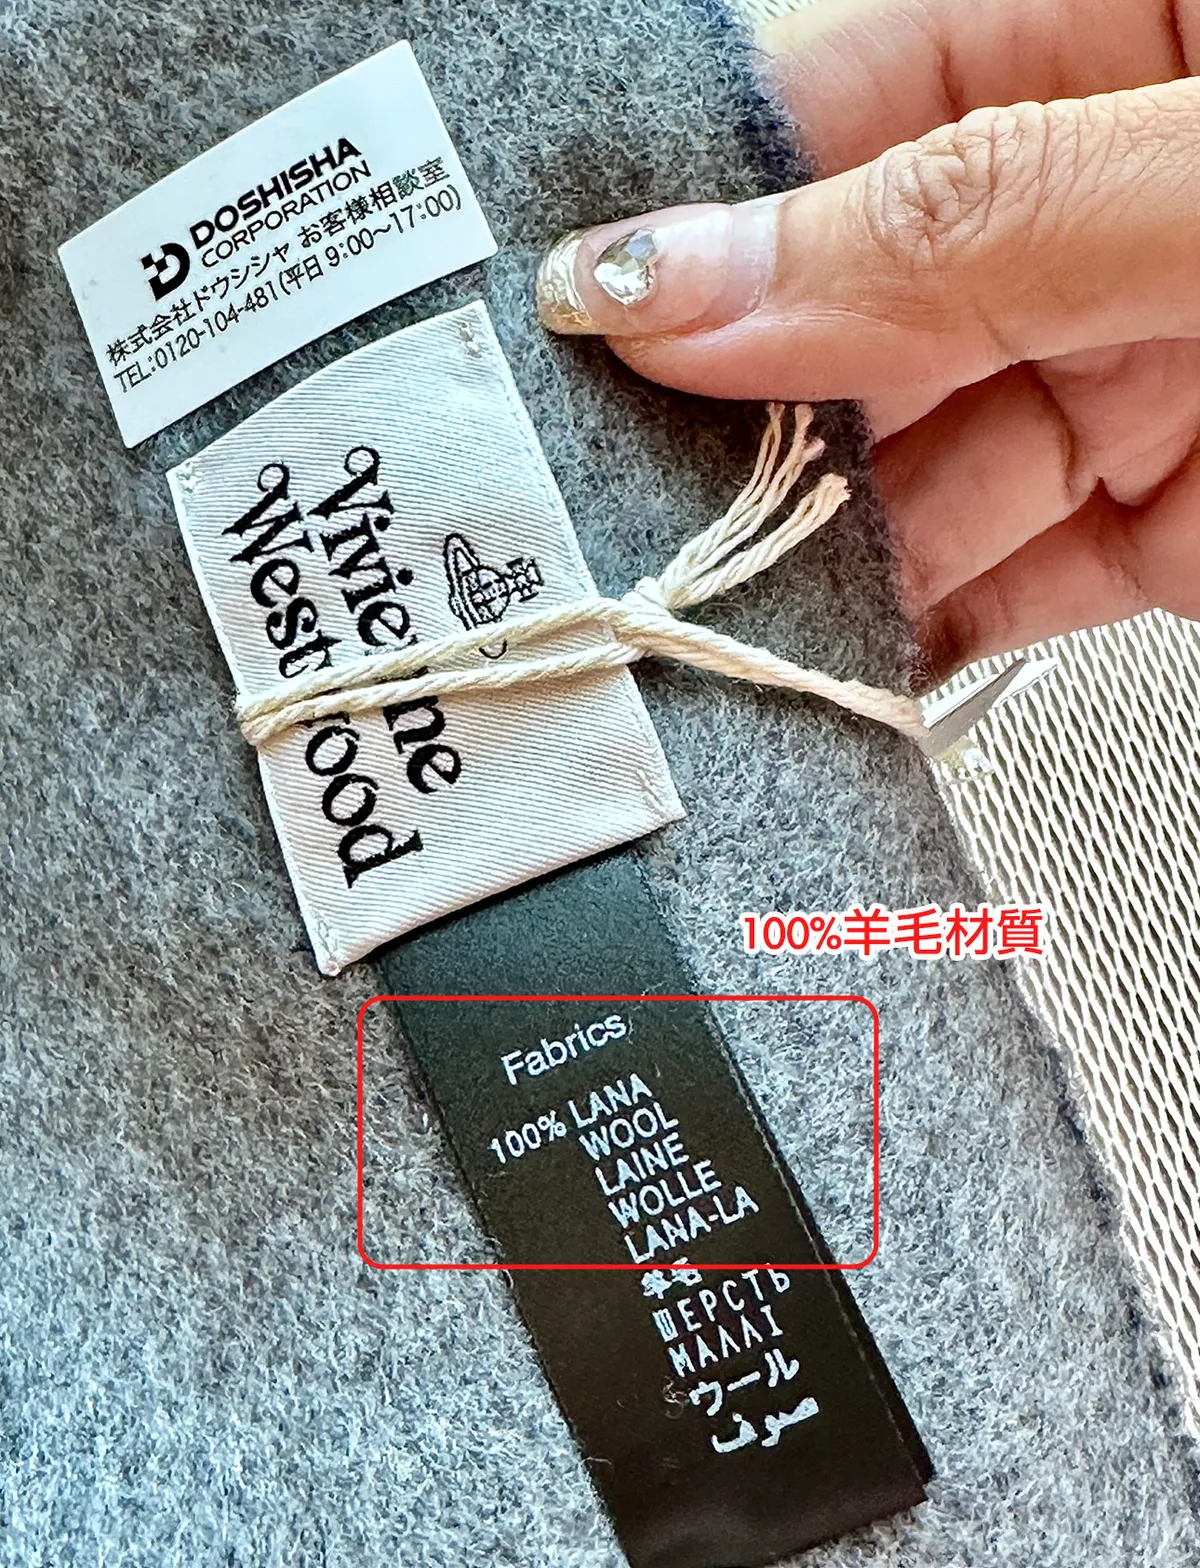 DOSHISHA
CORPORATION
株式会社ドウシシャ お客様相談室
TEL:0120-104-481(平日 9:00〜17:00)
Vivienne
Westwood
100%羊毛材質
Fabrics
100% LANA
WOOL
LAINE
WOLLE
LANA-LA
羊毛
ШЕРСТЬ
ΜΑΛΛΙ
ウール
صوف